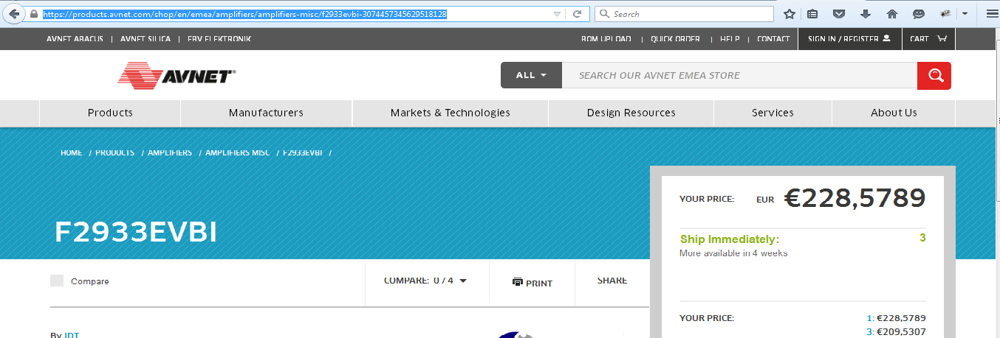 https://products.avnet.com/shop/en/emea/amplifiers/amplifiers-misc/f2933evbi-3074457345629518128
Search
AVNET ABACUS | AVNET SILICA | EBV ELEKTRONIK
BOM UPLOAD | QUICK ORDER | HELP | CONTACT
SIGN IN / REGISTER
CART
AVNET
ALL
SEARCH OUR AVNET EMEA STORE
Products
Manufacturers
Markets & Technologies
Design Resources
Services
About Us
HOME / PRODUCTS / AMPLIFIERS / AMPLIFIERS MISC / F2933EVBI /
YOUR PRICE: EUR €228,5789
F2933EVBI
Ship Immediately: 3
More available in 4 weeks
Compare
COMPARE: 0 / 4
PRINT
SHARE
YOUR PRICE: 1: €228,5789
3: €209,5307
By IDT